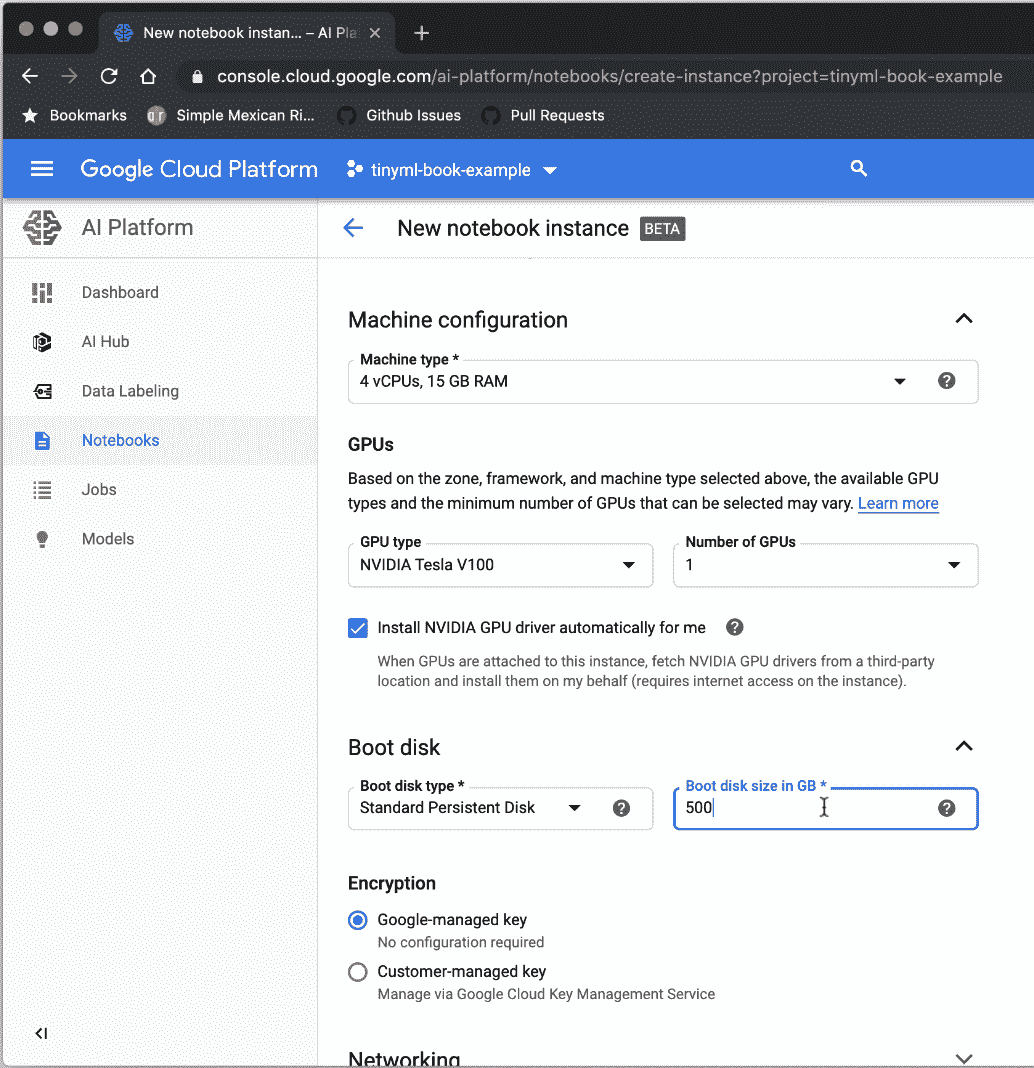 New notebook instan... – AI Pla
console.cloud.google.com/ai-platform/notebooks/create-instance?project=tinyml-book-example
Bookmarks
Simple Mexican Ri...
Github Issues
Pull Requests
Google Cloud Platform
tinyml-book-example
AI Platform
New notebook instance
BETA
Dashboard
AI Hub
Data Labeling
Notebooks
Jobs
Models
Machine configuration
Machine type *
4 vCPUs, 15 GB RAM
GPUs
Based on the zone, framework, and machine type selected above, the available GPU
types and the minimum number of GPUs that can be selected may vary. Learn more
GPU type
NVIDIA Tesla V100
Number of GPUs
1
Install NVIDIA GPU driver automatically for me
When GPUs are attached to this instance, fetch NVIDIA GPU drivers from a third-party
location and install them on my behalf (requires internet access on the instance).
Boot disk
Boot disk type *
Standard Persistent Disk
Boot disk size in GB *
500
Encryption
Google-managed key
No configuration required
Customer-managed key
Manage via Google Cloud Key Management Service
Networking